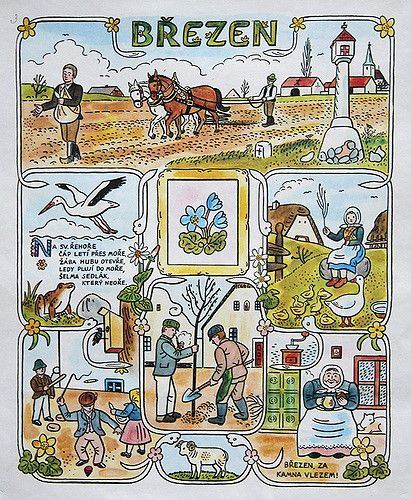 BŘEZEN
NA SV. ŘEHOŘE
ČÁP LETÍ PŘES MOŘE,
ŽÁBA HUBU OTEVŘE,
LEDY PLUJÍ DO MOŘE,
ŠELMA SEDLÁK,
KTERÝ NEOŘE.
BŘEZEN, ZA
KAMNA VLEZEM!